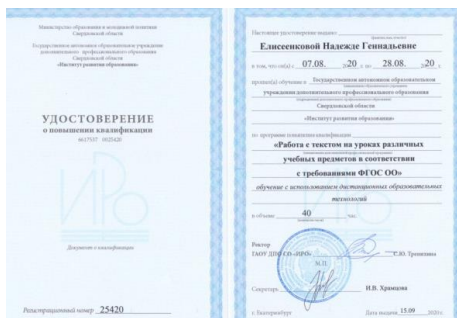 Министерство образования и молодежной политики
Свердловской области
Государственное автономное образовательное учреждение
дополнительного профессионального образования
Свердловской области
«Институт развития образования»
УДОСТОВЕРЕНИЕ
о повышении квалификации
Документ о квалификации
Регистрационный номер 25420
Настоящее удостоверение выдано
Елисеенковой Надежде Геннадьевне
в том, что он(а) с 07.08. 2020 г. по 28.08. 2020 г.
прошел(а) обучение в Государственном автономном образовательном
учреждении дополнительного профессионального образования
Свердловской области
«Институт развития образования»
по программе повышения квалификации
«Работа с текстом на уроках различных
учебных предметов в соответствии
с требованиями ФГОС ОО»
обучение с использованием дистанционных образовательных
технологий
в объеме 40 час.
Ректор
ГАОУ ДПО СО «ИРО»
М.П.
Секретарь И.В. Храмцова
г. Екатеринбург Дата выдачи 15.09 2020 г.
ИРО